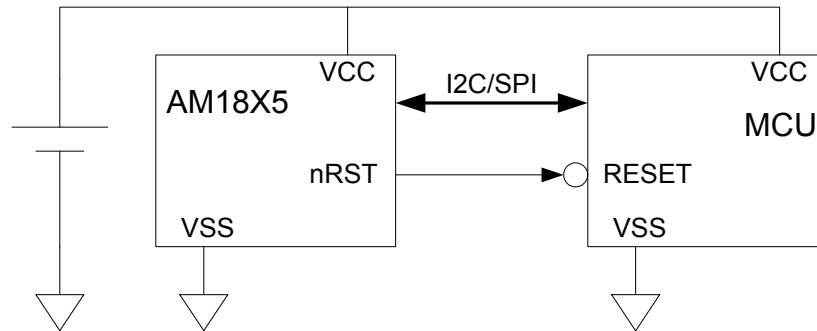 VCC
VCC
I2C/SPI
AM18X5
MCU
nRST
RESET
VSS
VSS